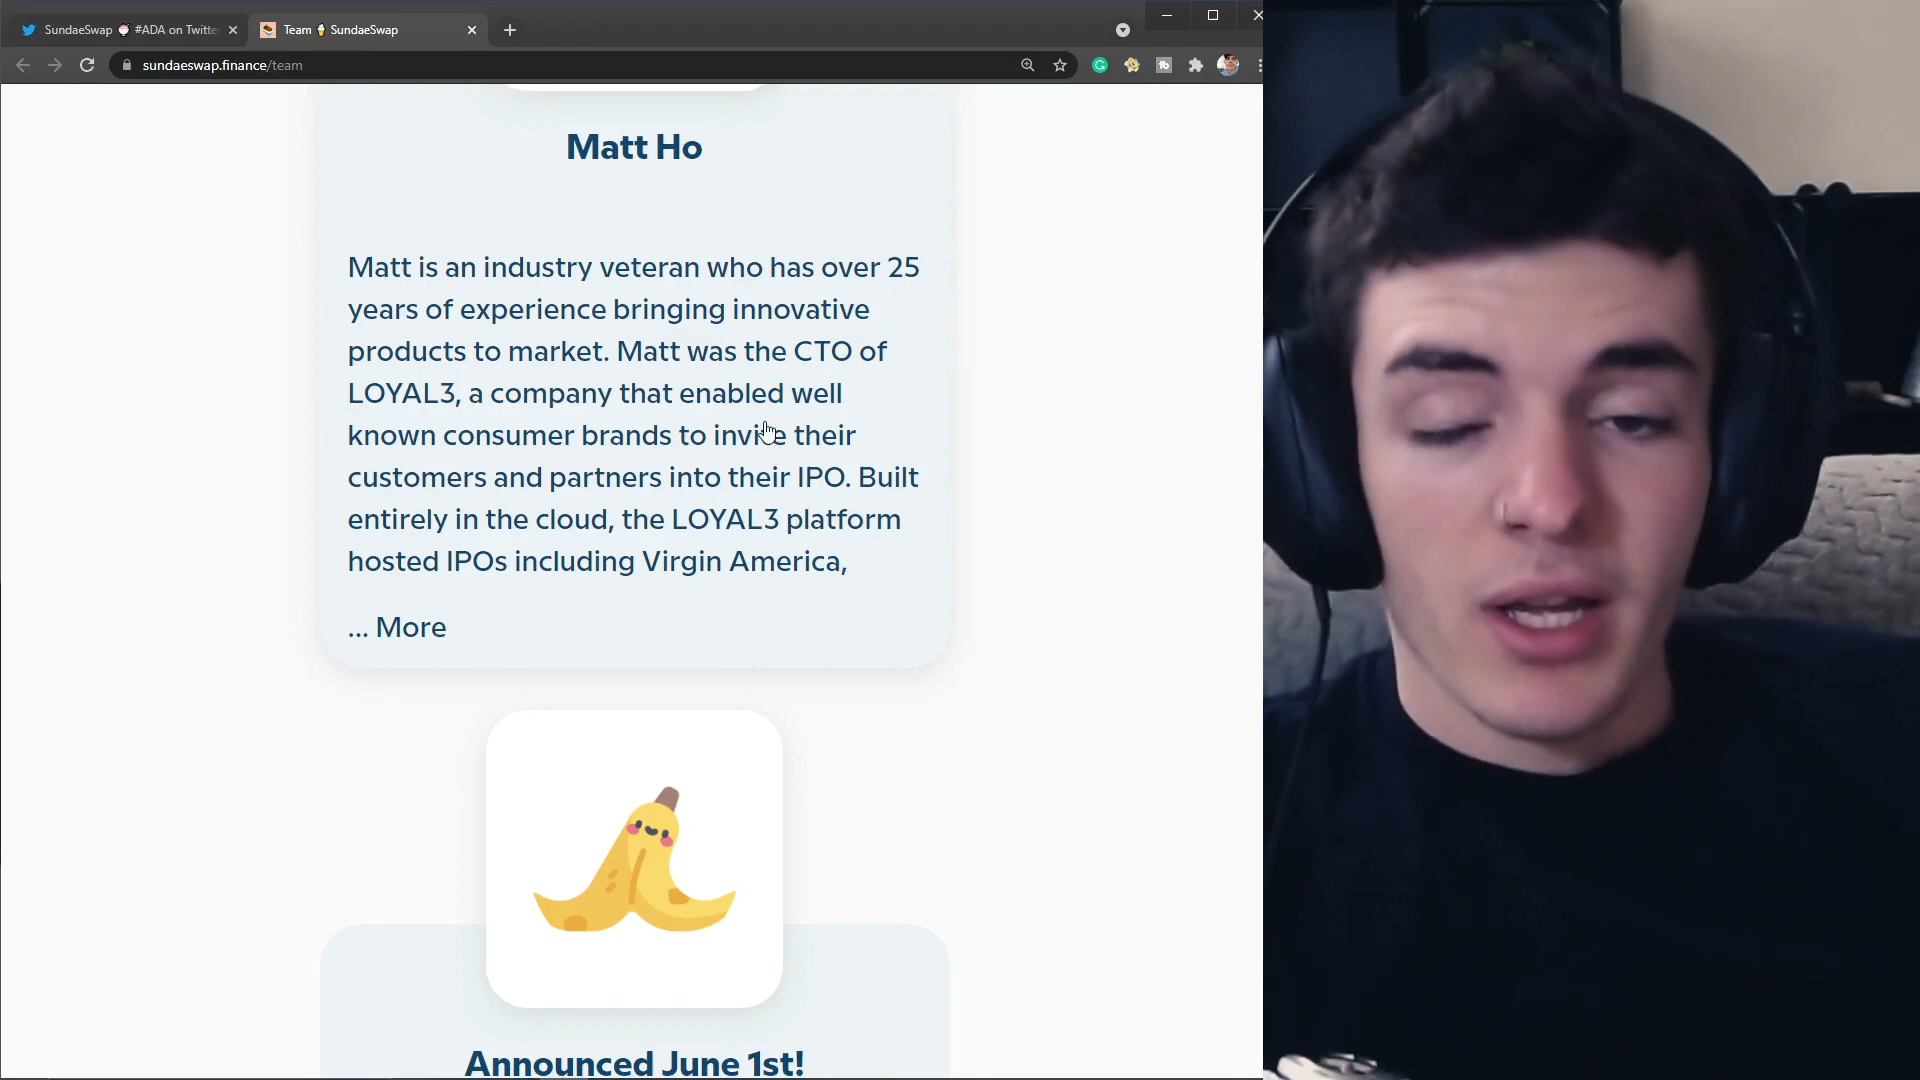 SundaeSwap #ADA on Twitte
Team SundaeSwap
sundaeswap.finance/team
Matt Ho
Matt is an industry veteran who has over 25
years of experience bringing innovative
products to market. Matt was the CTO of
LOYAL3, a company that enabled well
known consumer brands to invite their
customers and partners into their IPO. Built
entirely in the cloud, the LOYAL3 platform
hosted IPOs including Virgin America,
... More
Announced June 1st!